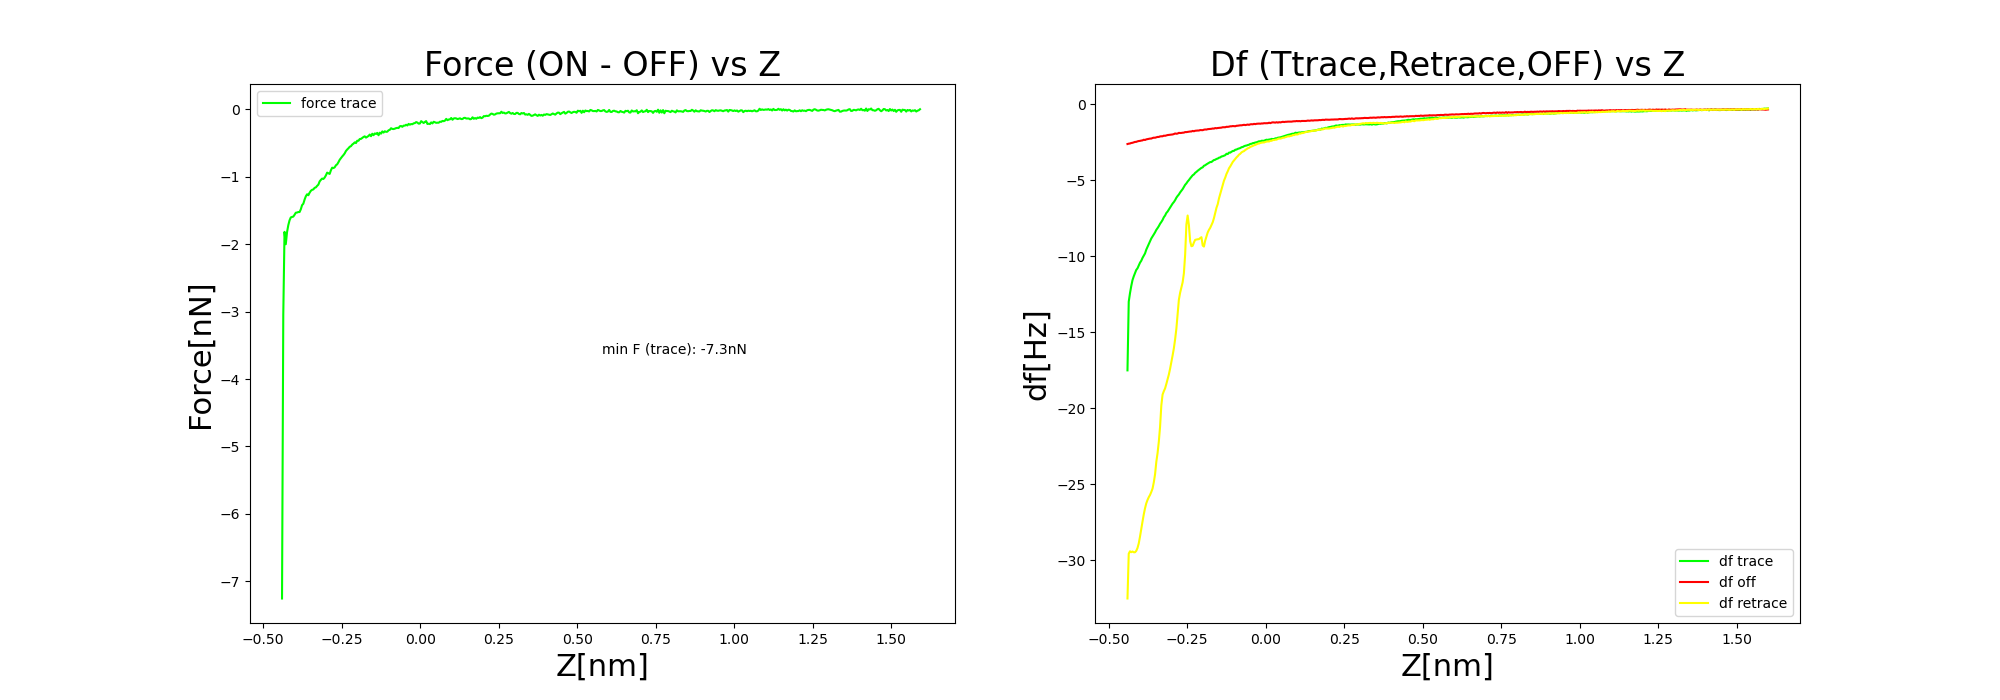 Force (ON - OFF) vs Z
force trace
0
−1
−2
−3
−4
−5
−6
−7
Force[nN]
min F (trace): -7.3nN
−0.50 −0.25 0.00 0.25 0.50 0.75 1.00 1.25 1.50
Z[nm]
Df (Ttrace,Retrace,OFF) vs Z
0
−5
−10
−15
−20
−25
−30
df[Hz]
df trace
df off
df retrace
−0.50 −0.25 0.00 0.25 0.50 0.75 1.00 1.25 1.50
Z[nm]